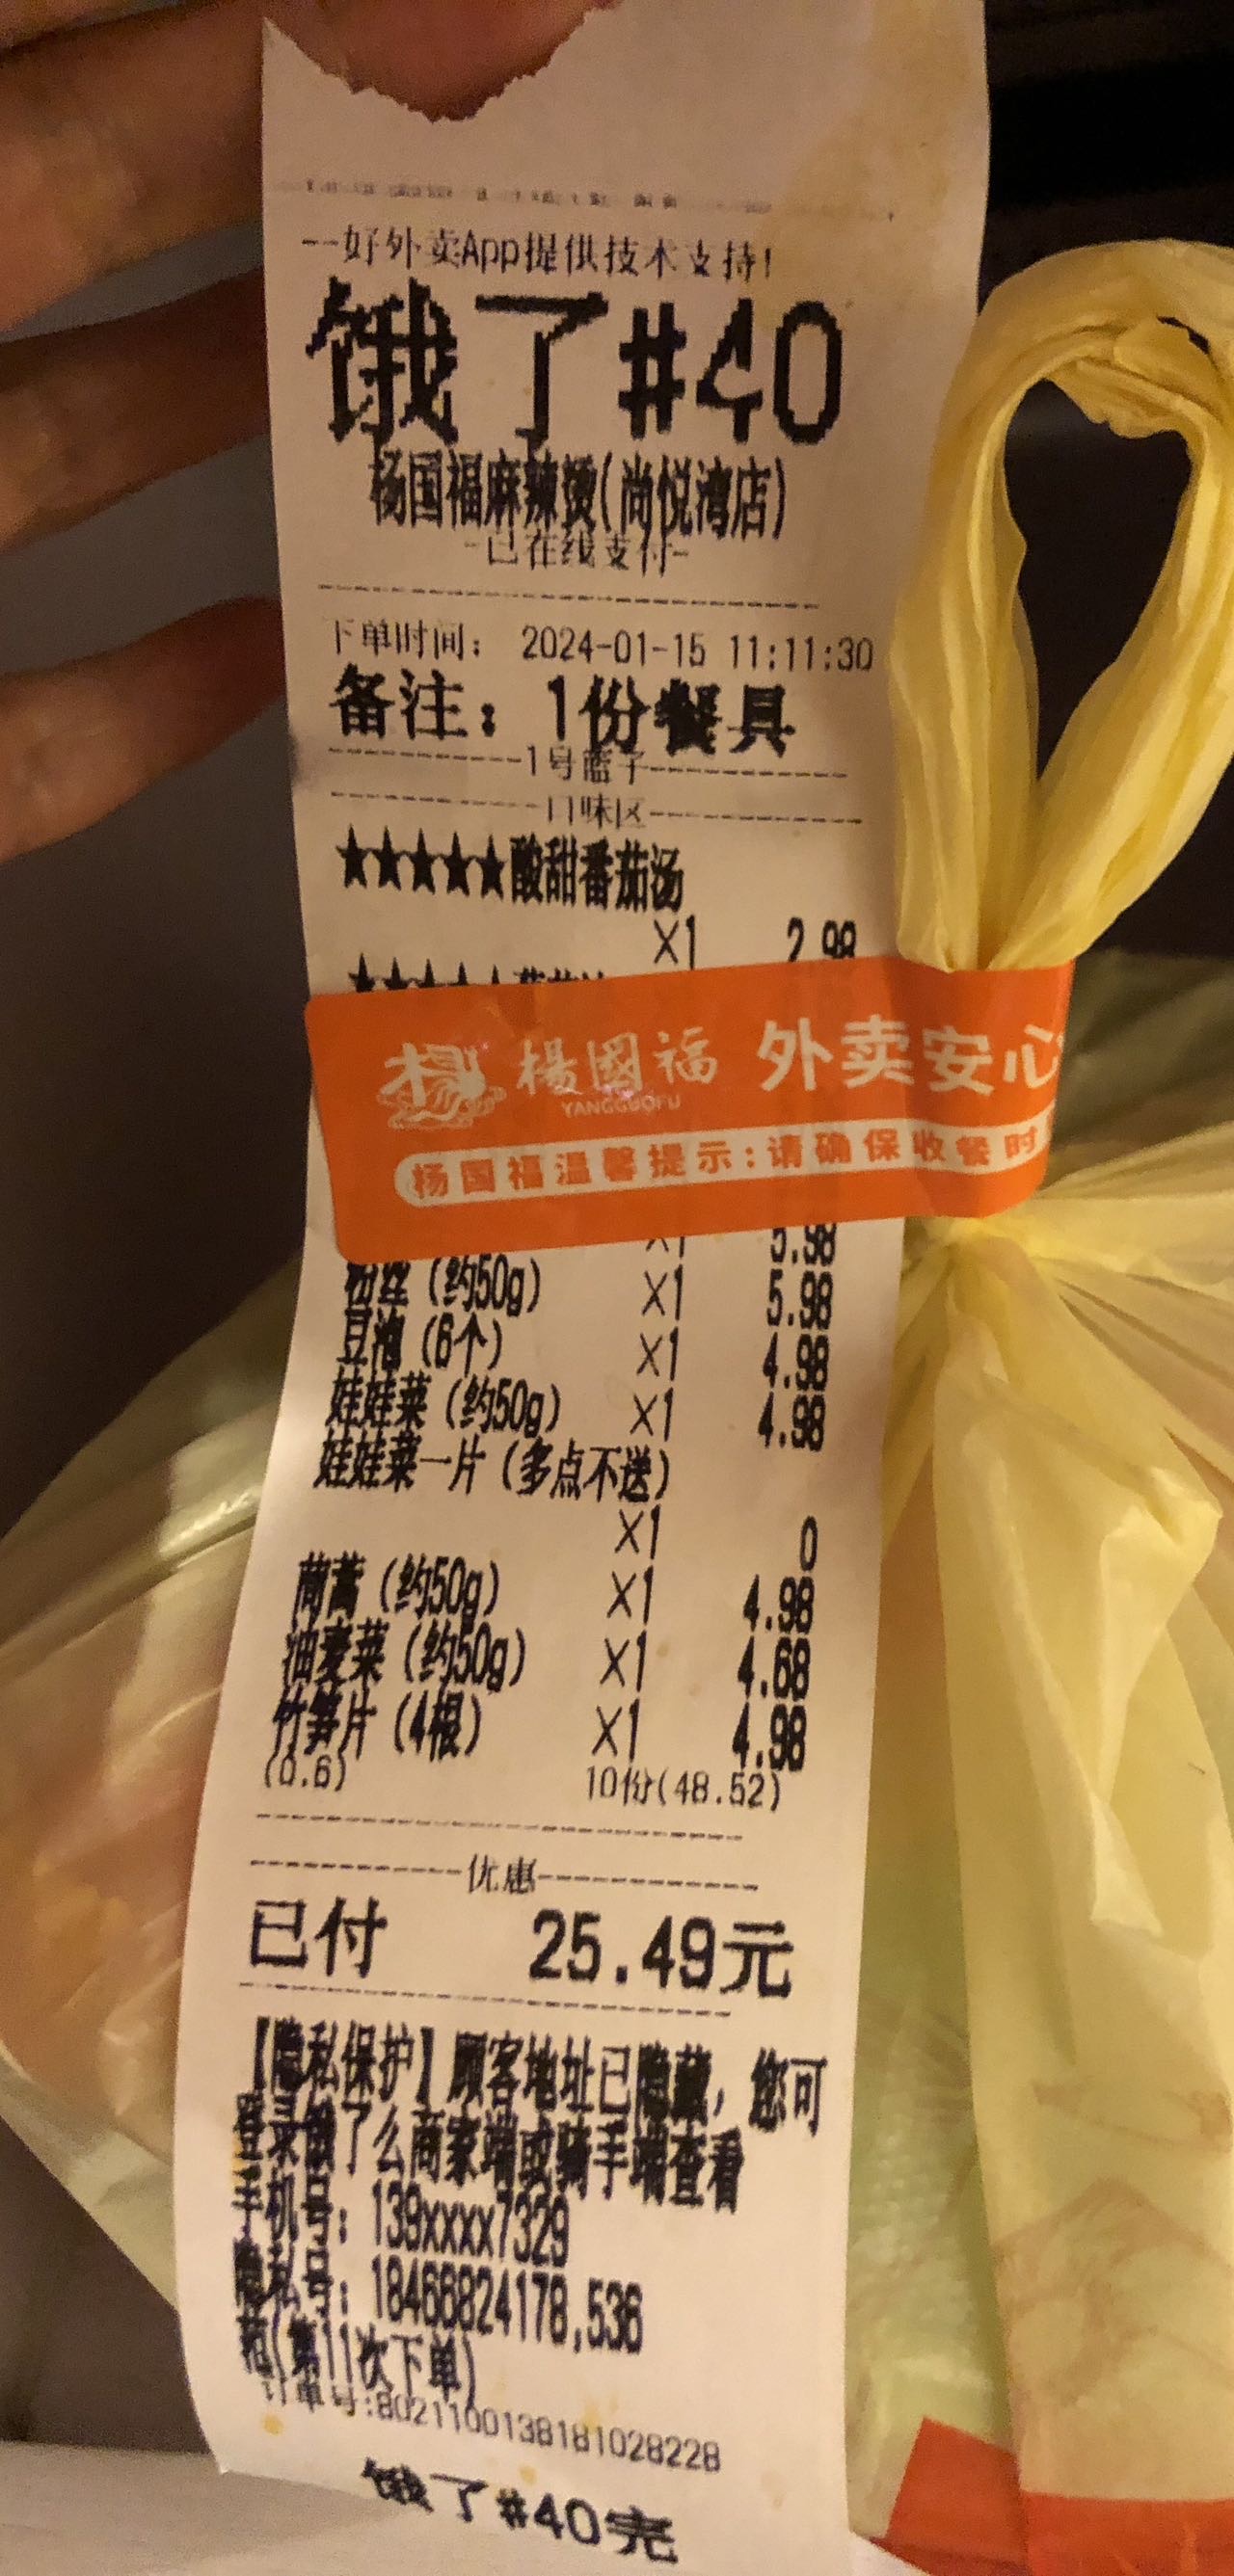 --好外卖App提供技术支持!
饿了#40
杨国福麻辣烫(尚悦湾店)
-已在线支付-
下单时间： 2024-01-15 11:11:30
备注：1份餐具
1号篮子
口味区
★★★★★酸甜番茄汤
X1 2.98
★★★★★
楊國福 外卖安心
YANGGUOFU
杨国福温馨提示:请确保收餐时
X1 5.98
粉丝 (约50g) X1 5.98
豆泡 (6个) X1 4.98
娃娃菜 (约50g) X1 4.98
娃娃菜一片 (多点不送)
X1 0
茼蒿 (约50g) X1 4.98
油麦菜 (约50g) X1 4.68
竹笋片 (4根) X1 4.98
(0.6) 10份(48.52)
优惠
已付 25.49元
【隐私保护】顾客地址已隐藏, 您可
登录饿了么商家端或骑手端查看
手机号: 139xxxx7329
隐私号: 18466824178,536
(第11次下单)
订单号:8021100138181028228
饿了#40完